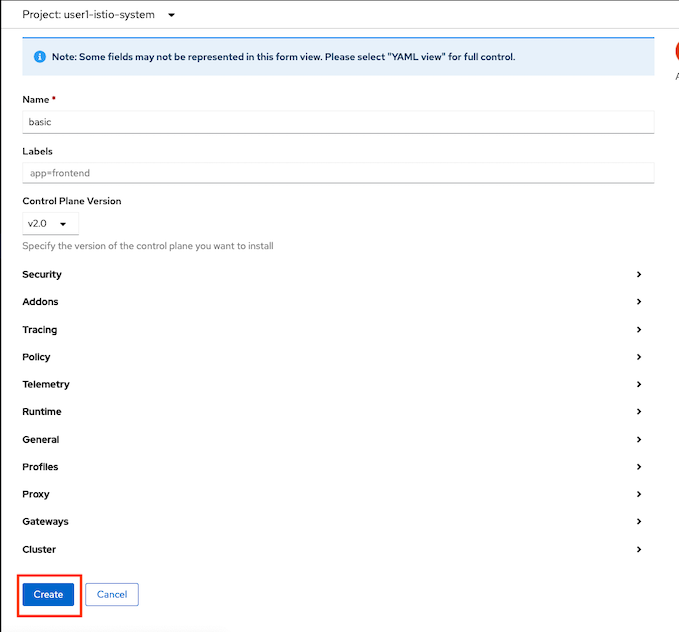 Project: user1-istio-system
Note: Some fields may not be represented in this form view. Please select "YAML view" for full control.
Name *
basic
Labels
app=frontend
Control Plane Version
v2.0
Specify the version of the control plane you want to install
Security
Addons
Tracing
Policy
Telemetry
Runtime
General
Profiles
Proxy
Gateways
Cluster
Create Cancel